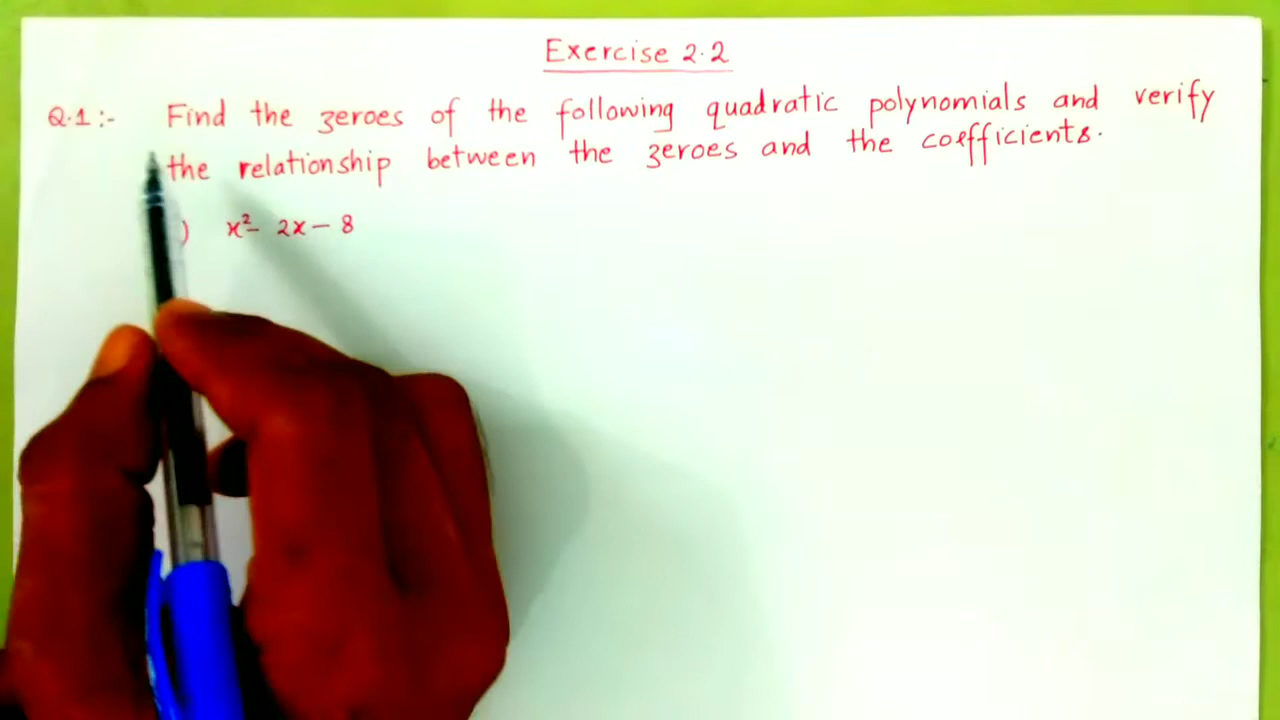 Exercise 2.2
Q.1:- Find the zeroes of the following quadratic polynomials and verify
the relationship between the zeroes and the coefficients.
) x² - 2x - 8